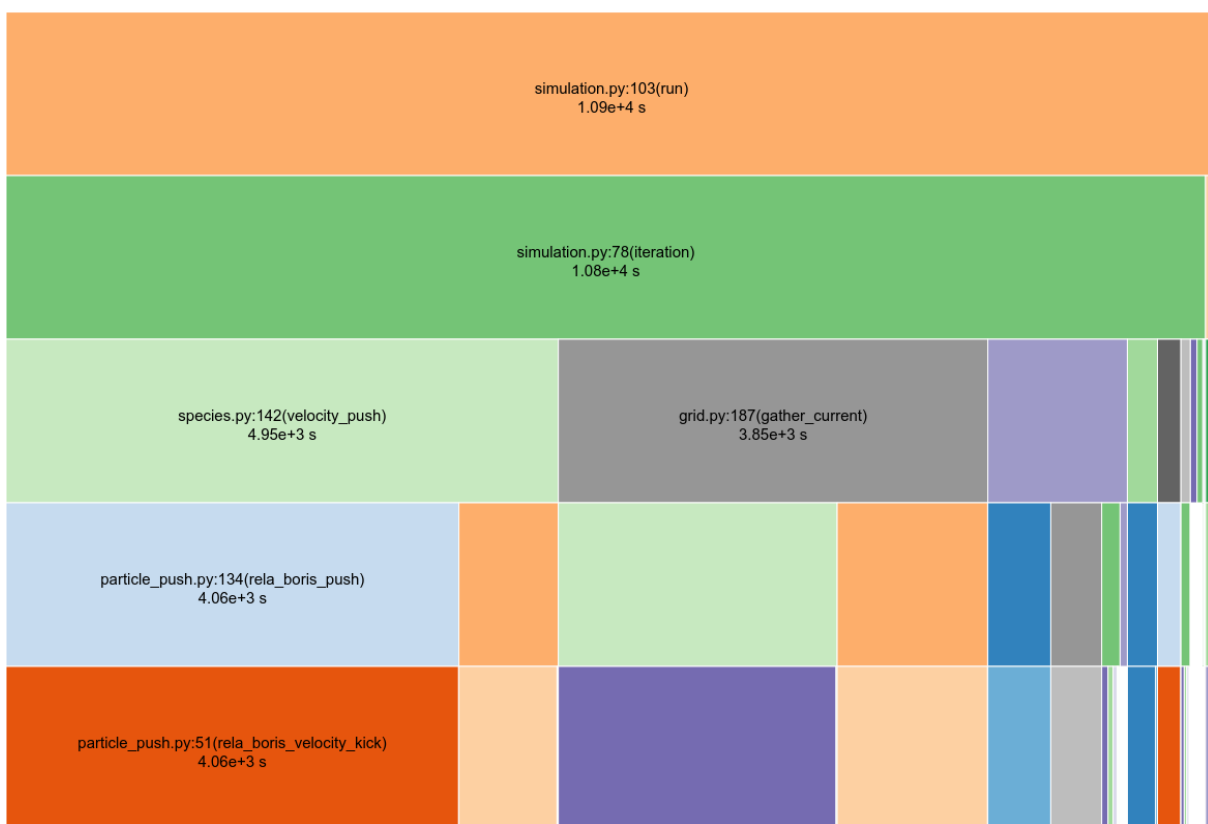 simulation.py:103(run)
1.09e+4 s
simulation.py:78(iteration)
1.08e+4 s
species.py:142(velocity_push)
4.95e+3 s
grid.py:187(gather_current)
3.85e+3 s
particle_push.py:134(rela_boris_push)
4.06e+3 s
particle_push.py:51(rela_boris_velocity_kick)
4.06e+3 s